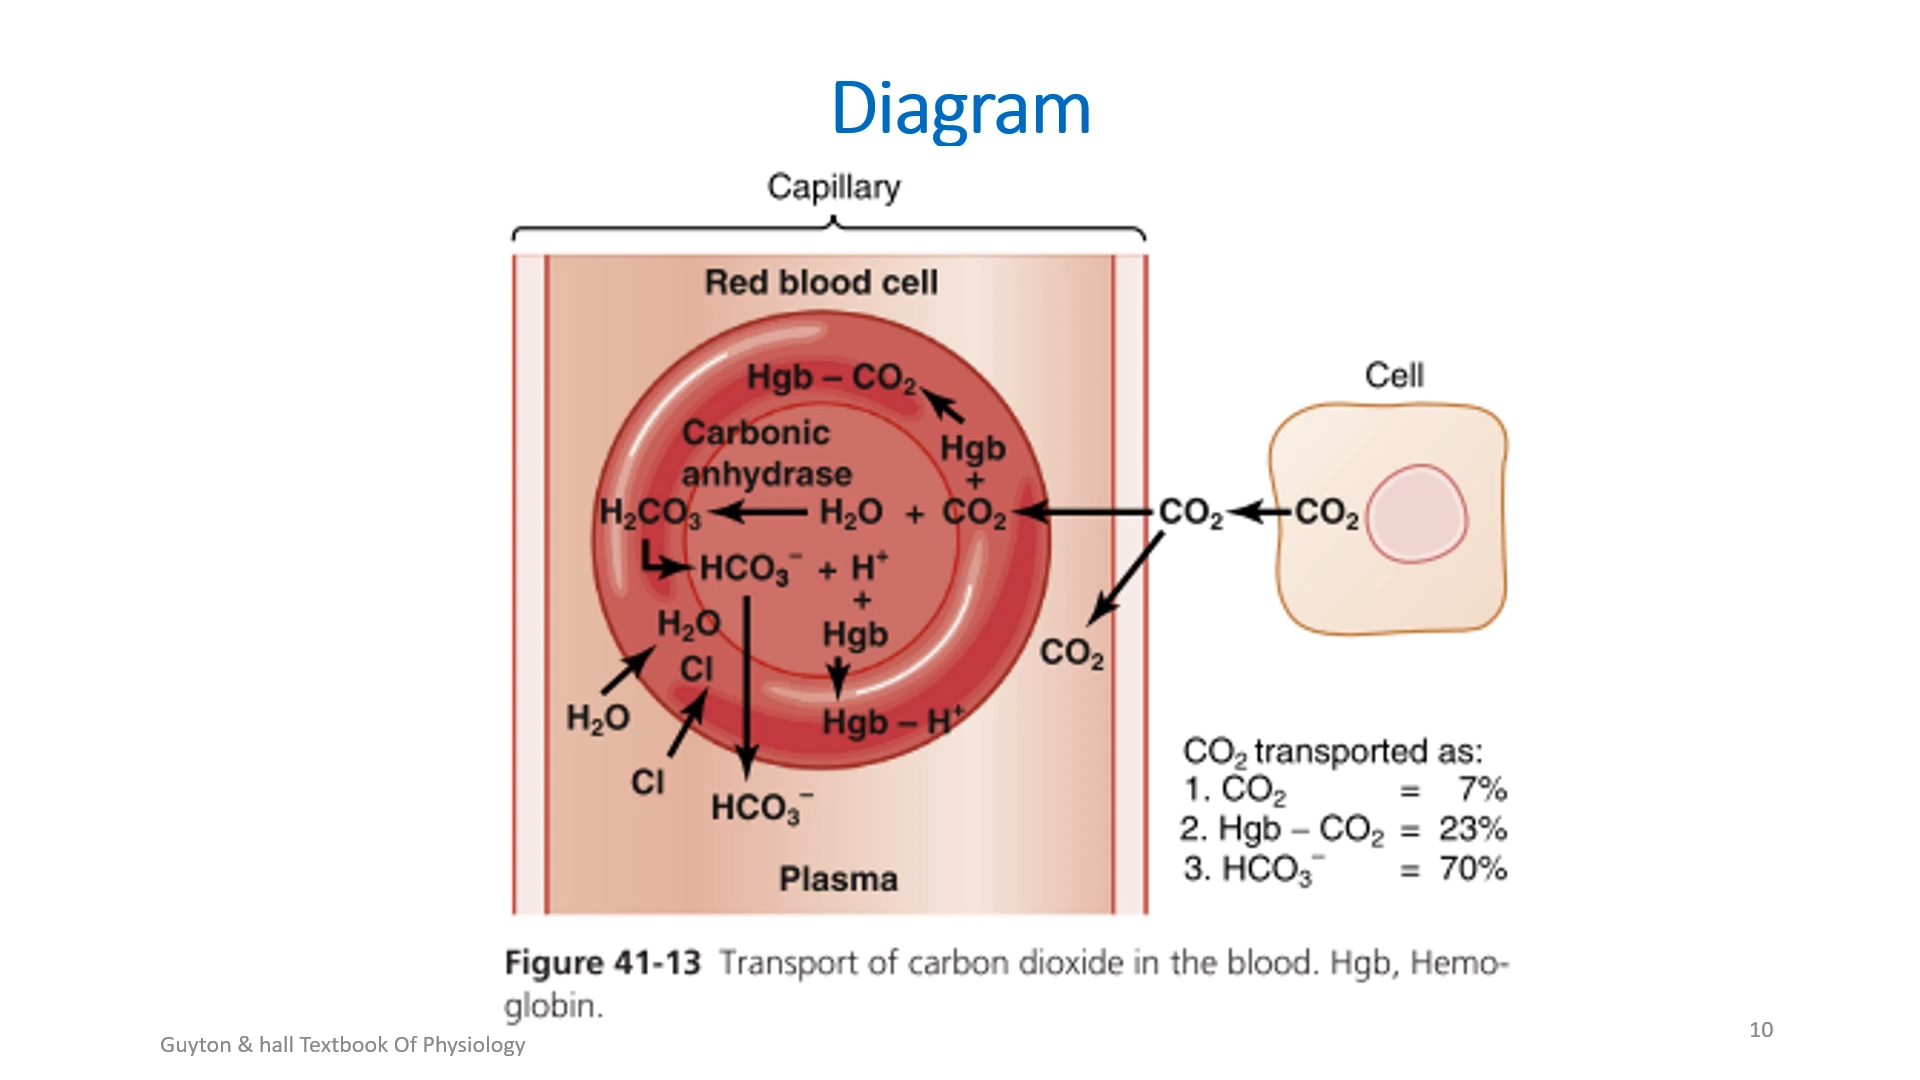 Diagram
Capillary
Red blood cell
Hgb – CO₂
Carbonic
anhydrase
Hgb
+
H₂CO₃ H₂O + CO₂ CO₂ CO₂
Cell
HCO₃⁻ + H⁺
+
H₂O
Hgb
Cl
CO₂
H₂O
Hgb – H⁺
Cl
HCO₃⁻
Plasma
CO₂ transported as:
1. CO₂ = 7%
2. Hgb – CO₂ = 23%
3. HCO₃⁻ = 70%
Figure 41-13 Transport of carbon dioxide in the blood. Hgb, Hemo-
globin.
Guyton & hall Textbook Of Physiology
10